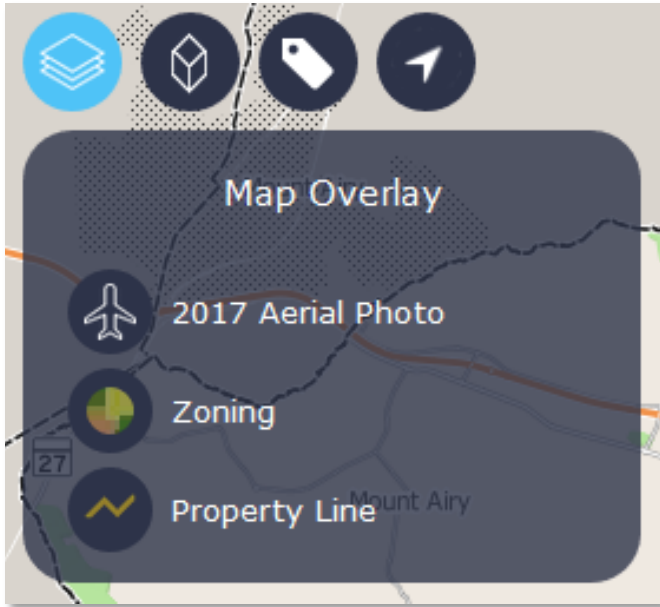 Map Overlay
2017 Aerial Photo
Zoning
27
Mount Airy
Property Line